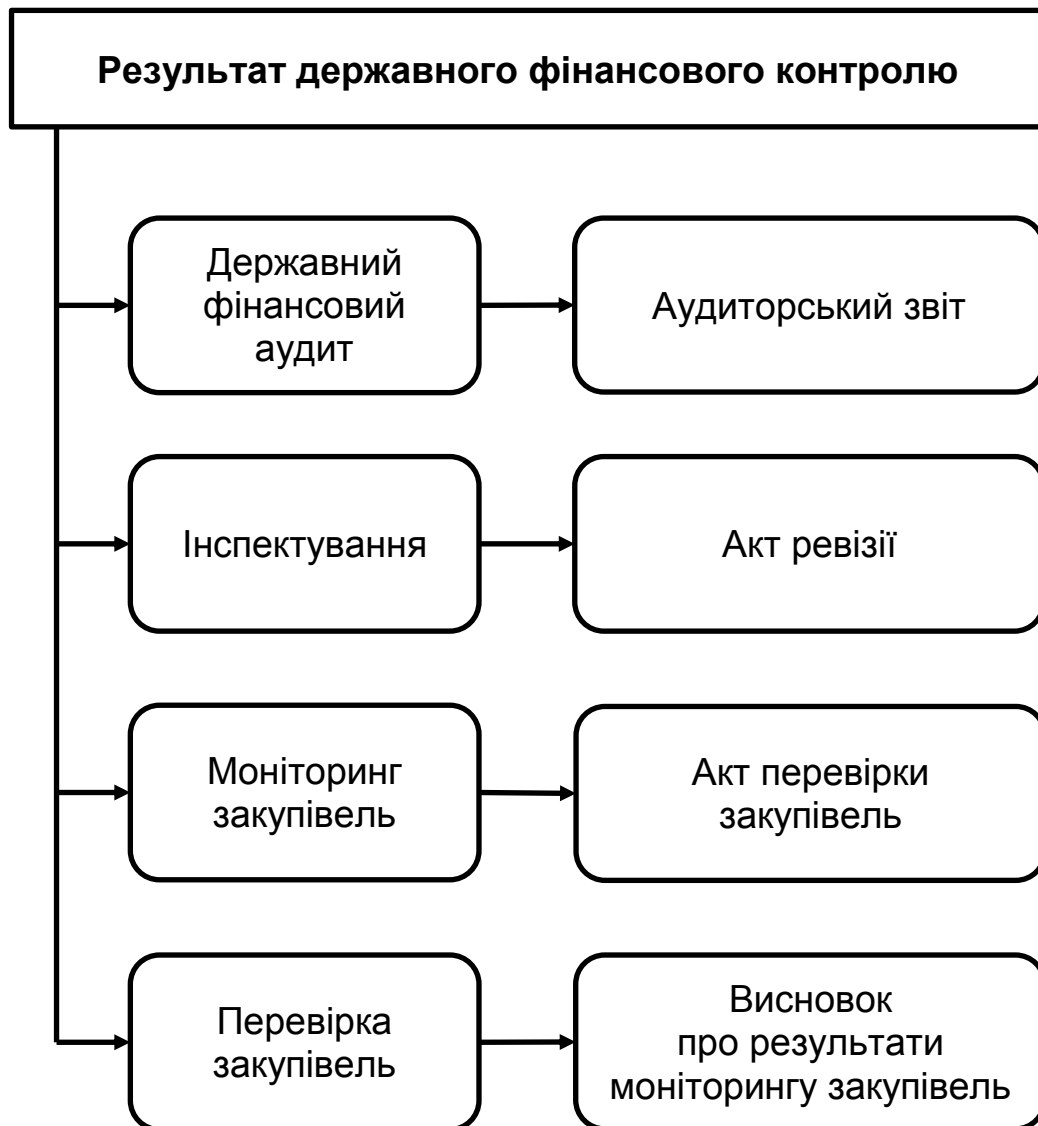 Результат державного фінансового контролю
Державний
фінансовий
аудит
Аудиторський звіт
Інспектування
Акт ревізії
Моніторинг
закупівель
Акт перевірки
закупівель
Перевірка
закупівель
Висновок
про результати
моніторингу закупівель